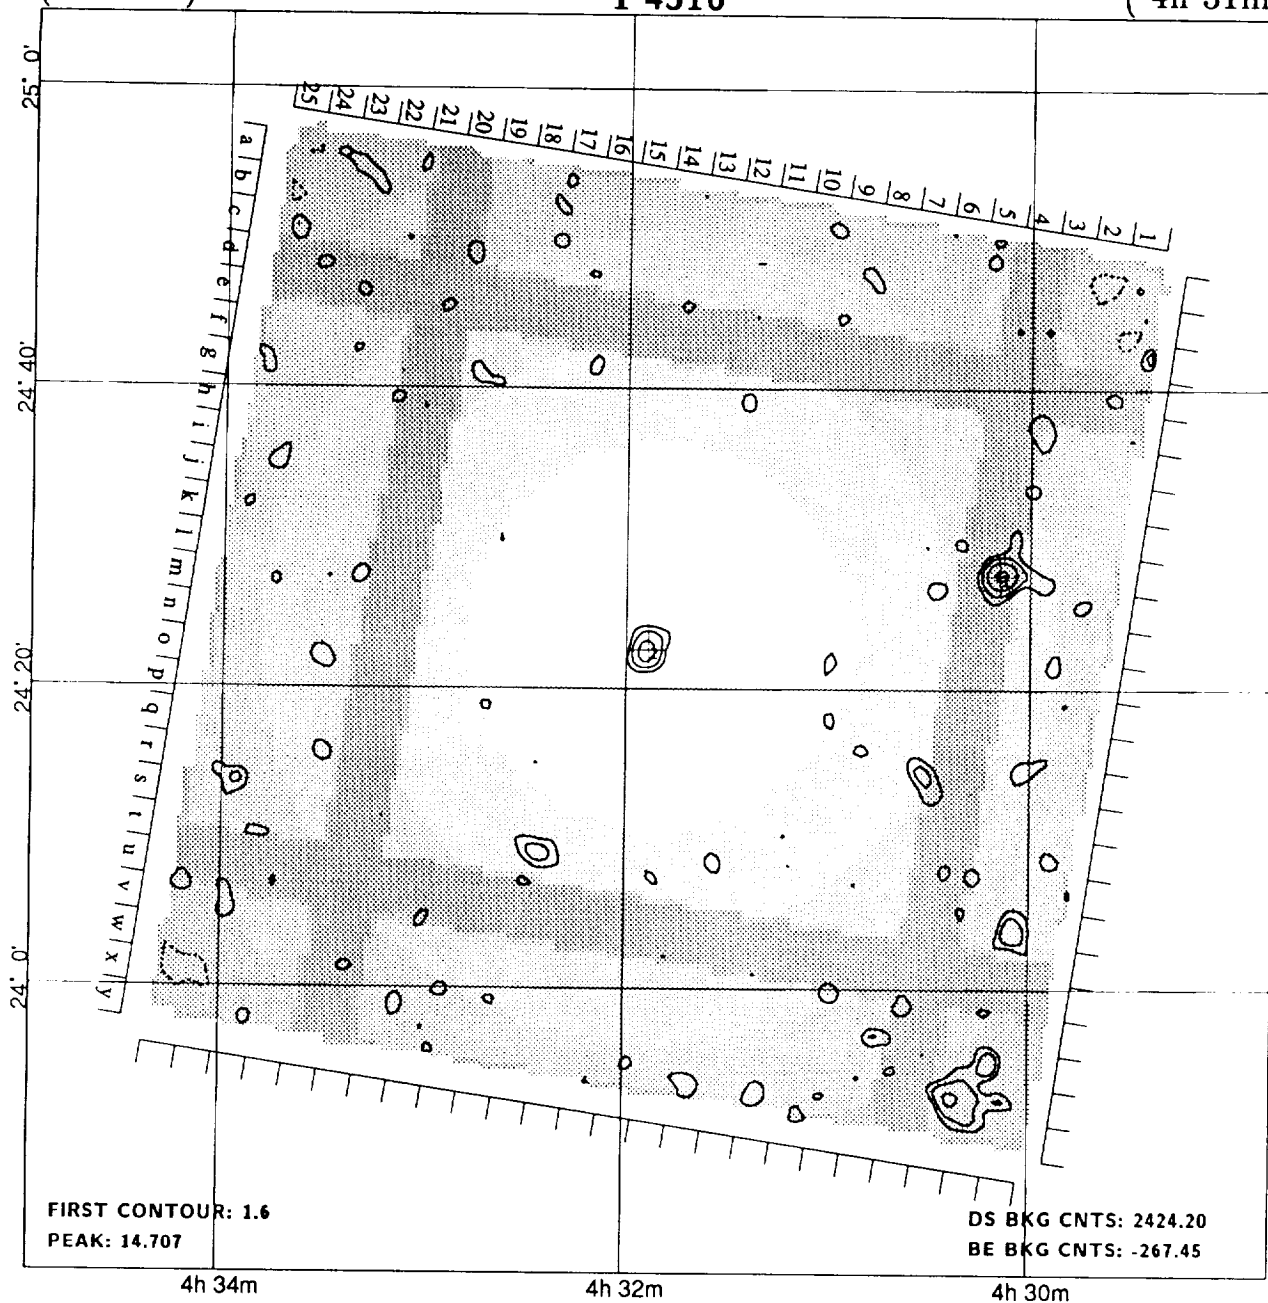 25° 0'
24° 40'
24° 20'
24° 0'
25 24 23 22 21 20 19 18 17 16 15 14 13 12 11 10 9 8 7 6 5 4 3 2 1
a b c d e f g h i j k l m n o p q r s t u v w x y
FIRST CONTOUR: 1.6
PEAK: 14.707
DS BKG CNTS: 2424.20
BE BKG CNTS: -267.45
4h 34m
4h 32m
4h 30m